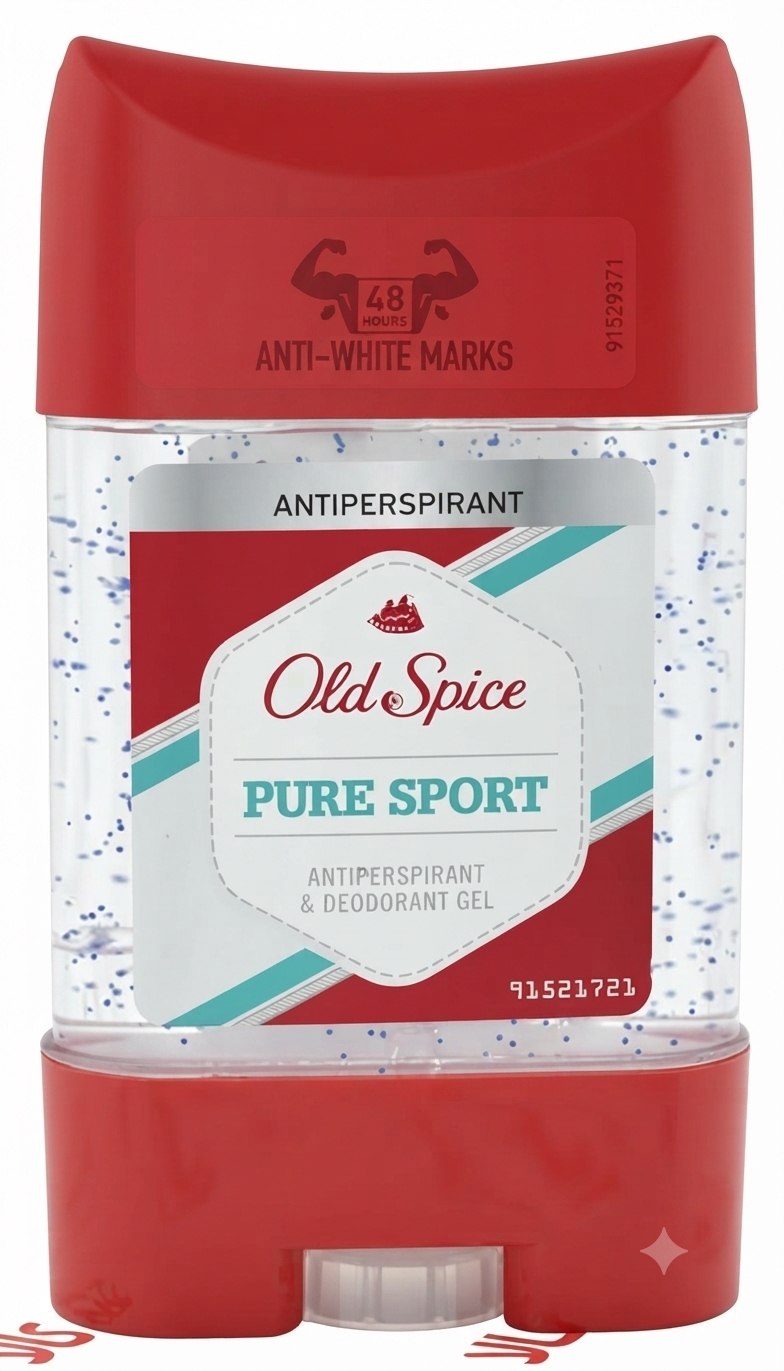 48
HOURS
ANTI-WHITE MARKS
91529371
ANTIPERSPIRANT
Old Spice
PURE SPORT
ANTIPERSPIRANT
& DEODORANT GEL
91521721